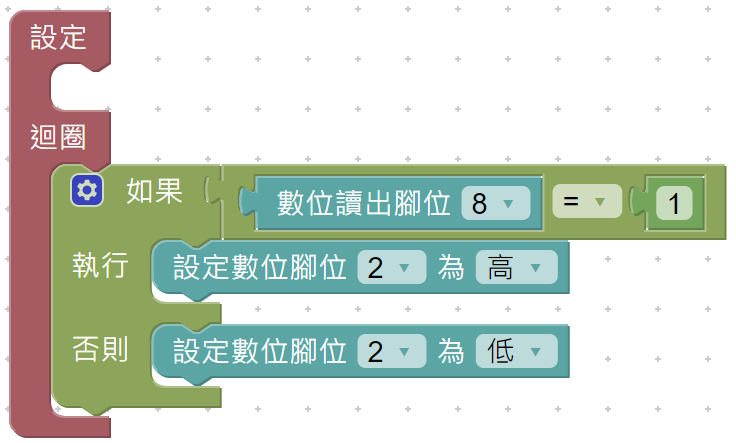 設定
迴圈
如果 數位讀出腳位 8 = 1
執行 設定數位腳位 2 為 高
否則 設定數位腳位 2 為 低